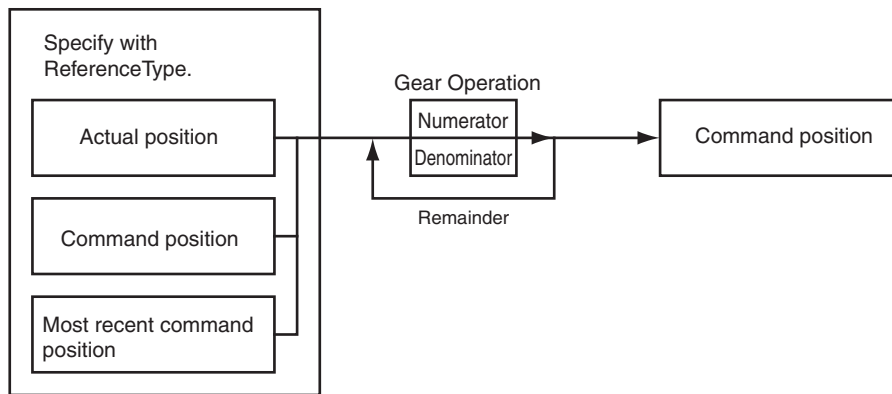 Specify with
ReferenceType.
Actual position
Command position
Most recent command
position
Gear Operation
Numerator
Denominator
Remainder
Command position